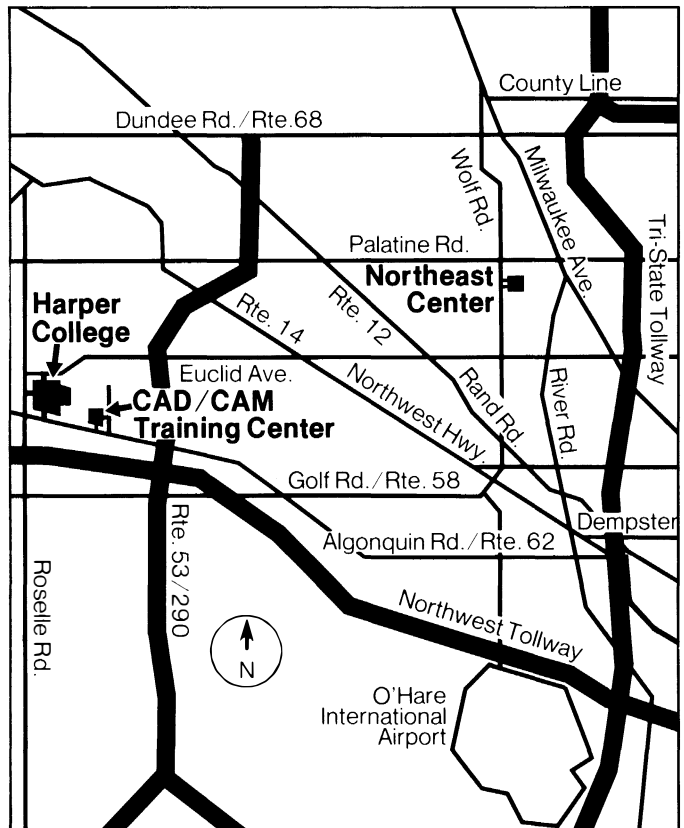 County Line
Dundee Rd./Rte.68
Wolf Rd.
Milwaukee Ave.
Tri-State Tollway
Palatine Rd.
Northeast
Center
Rte. 14
Rte. 12
Harper
College
Euclid Ave.
CAD/CAM
Training Center
Northwest Hwy.
Rand Rd.
River Rd.
Golf Rd./Rte. 58
Dempster
Rte. 53/290
Algonquin Rd./Rte. 62
Roselle Rd.
Northwest Tollway
N
O'Hare
International
Airport